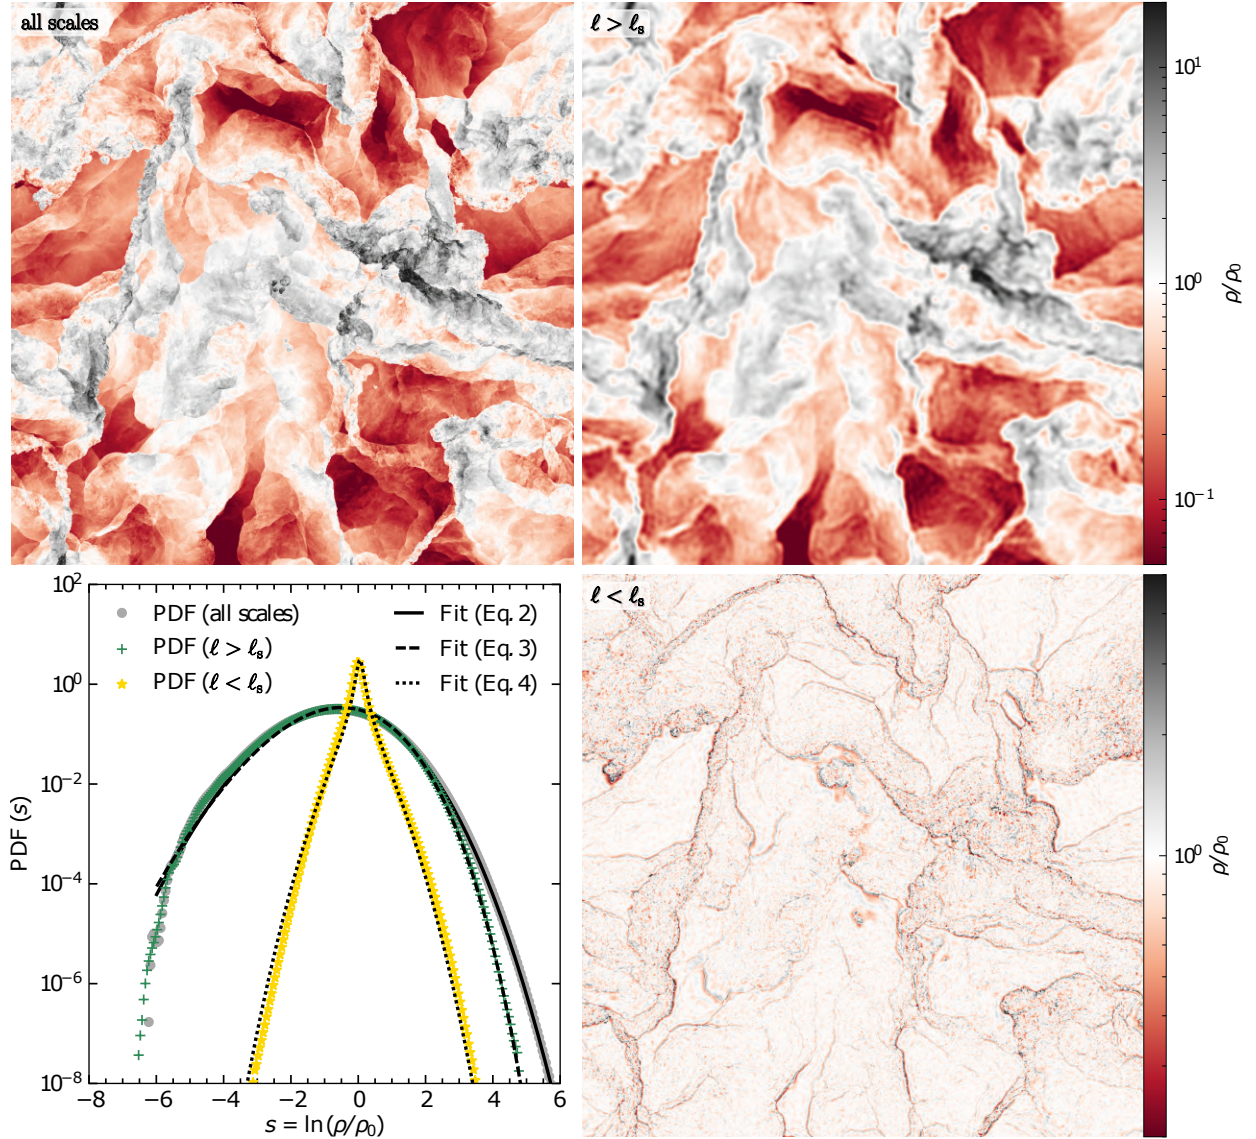 all scales
ℓ > ℓₛ
10¹
10⁰
10⁻¹
ρ/ρ₀
10²
10⁰
10⁻²
10⁻⁴
10⁻⁶
10⁻⁸
PDF (s)
PDF (all scales)
PDF (ℓ > ℓₛ)
PDF (ℓ < ℓₛ)
Fit (Eq. 2)
Fit (Eq. 3)
Fit (Eq. 4)
−8 −6 −4 −2 0 2 4 6
s = ln(ρ/ρ₀)
ℓ < ℓₛ
10⁰
ρ/ρ₀